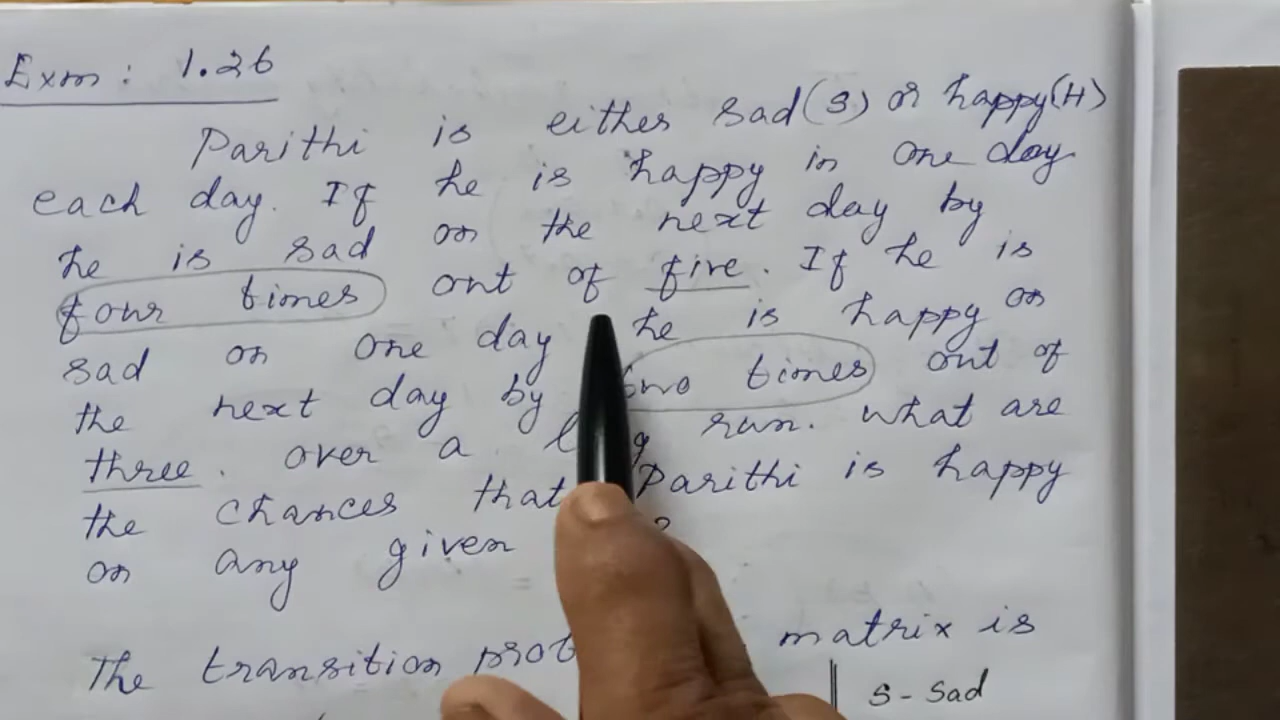 Exm : 1.26
Parithi is either sad(S) or happy(H)
each day. If he is happy in one day
he is sad on the next day by
four times out of five. If he is
sad on one day he is happy on
the next day by two times out of
three. over a run. what are
the chances that Parithi is happy
on any given ?
The transition matrix is
S - Sad